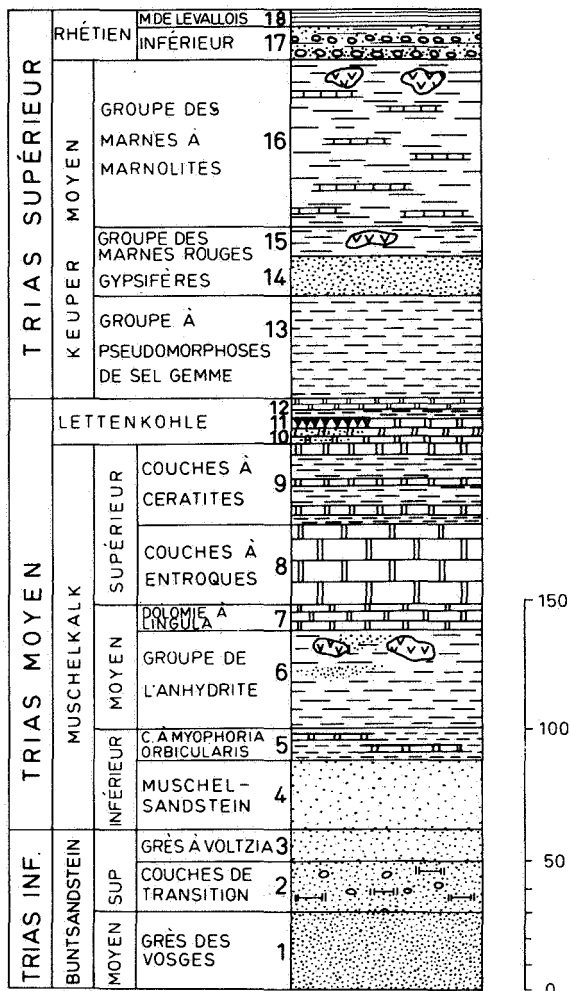 TRIAS SUPÉRIEUR
RHÉTIEN
M.DE LEVALLOIS 18
INFÉRIEUR 17
KEUPER MOYEN
GROUPE DES
MARNES À 16
MARNOLITES
GROUPE DES 15
MARNES ROUGES
GYPSIFÈRES 14
GROUPE À 13
PSEUDOMORPHOSES
DE SEL GEMME
TRIAS MOYEN
LETTENKOHLE
12
11
10
MUSCHELKALK
SUPÉRIEUR
COUCHES À 9
CERATITES
COUCHES À 8
ENTROQUES
MOYEN
DOLOMIE À 7
LINGULA
GROUPE DE 6
L'ANHYDRITE
INFÉRIEUR
C.À MYOPHORIA 5
ORBICULARIS
MUSCHEL- 4
SANDSTEIN
TRIAS INF.
BUNTSANDSTEIN
SUP
GRÈS À VOLTZIA 3
COUCHES DE 2
TRANSITION
MOYEN
GRÈS DES 1
VOSGES
150
100
50
0